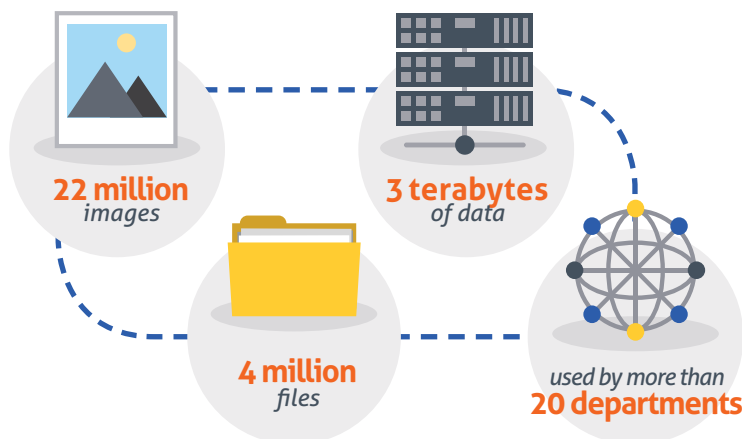 22 million
images
3 terabytes
of data
4 million
files
used by more than
20 departments